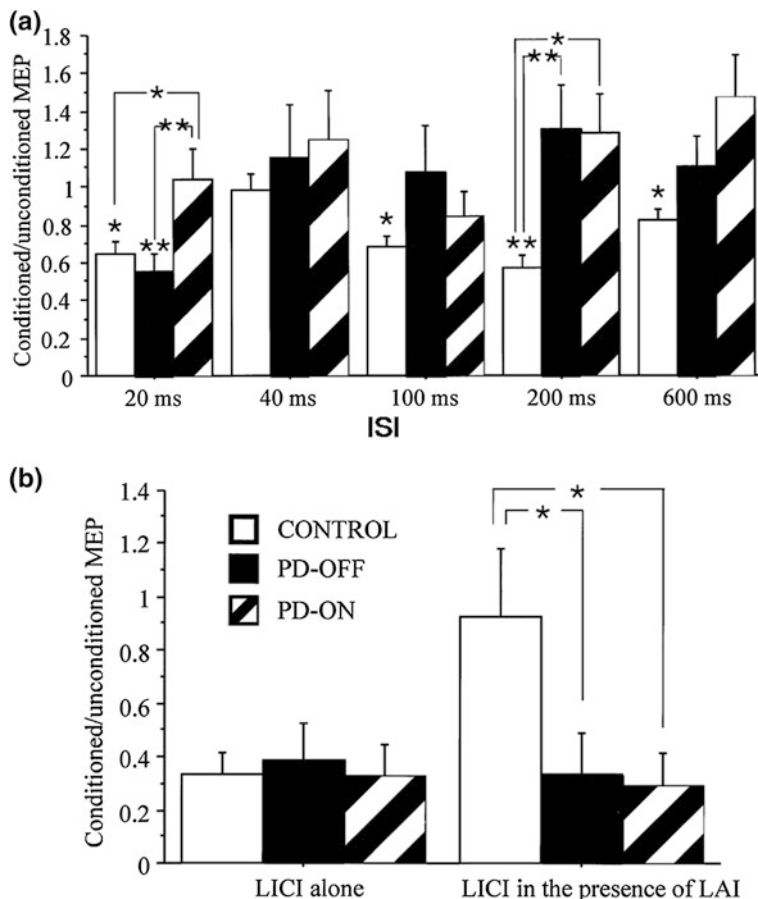 (a)
Conditioned/unconditioned MEP
1.8
1.6
1.4
1.2
1
0.8
0.6
0.4
0.2
0
*
**
*
**
*
*
**
*
**
*
20 ms
40 ms
100 ms
200 ms
600 ms
ISI
(b)
Conditioned/unconditioned MEP
1.4
1.2
1
0.8
0.6
0.4
0.2
0
CONTROL
PD-OFF
PD-ON
*
*
LICI alone
LICI in the presence of LAI